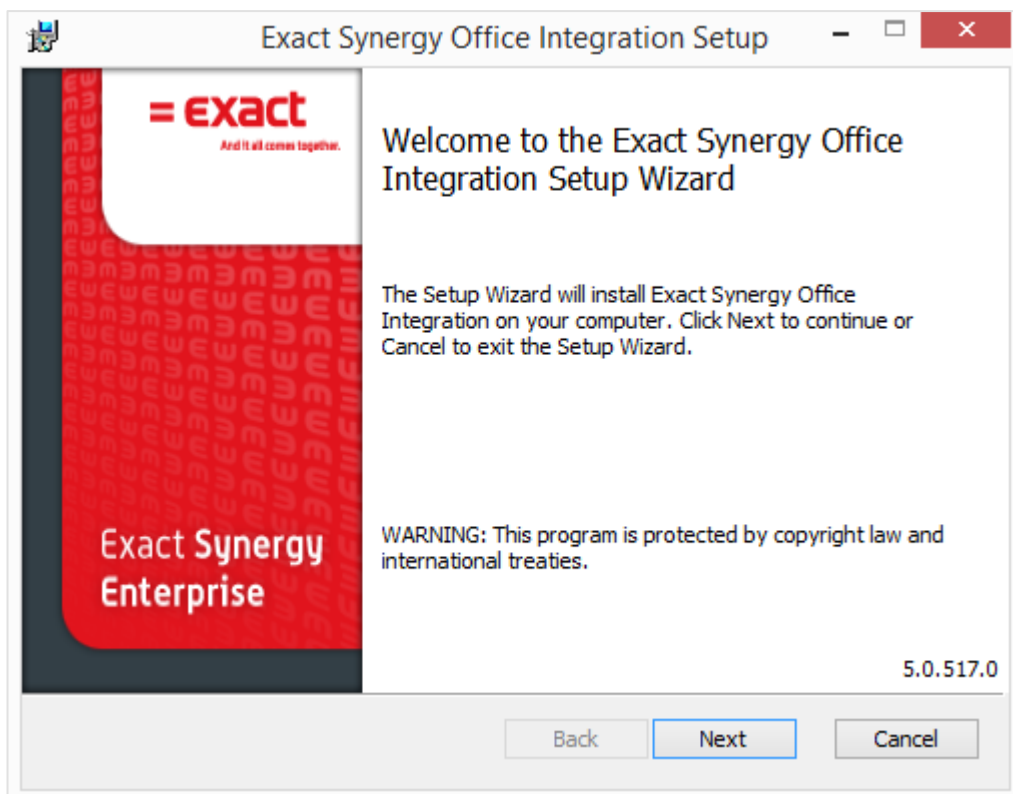 Exact Synergy Office Integration Setup
= exact
And it all comes together.
Welcome to the Exact Synergy Office
Integration Setup Wizard
The Setup Wizard will install Exact Synergy Office
Integration on your computer. Click Next to continue or
Cancel to exit the Setup Wizard.
Exact Synergy
Enterprise
WARNING: This program is protected by copyright law and
international treaties.
5.0.517.0
Back
Next
Cancel